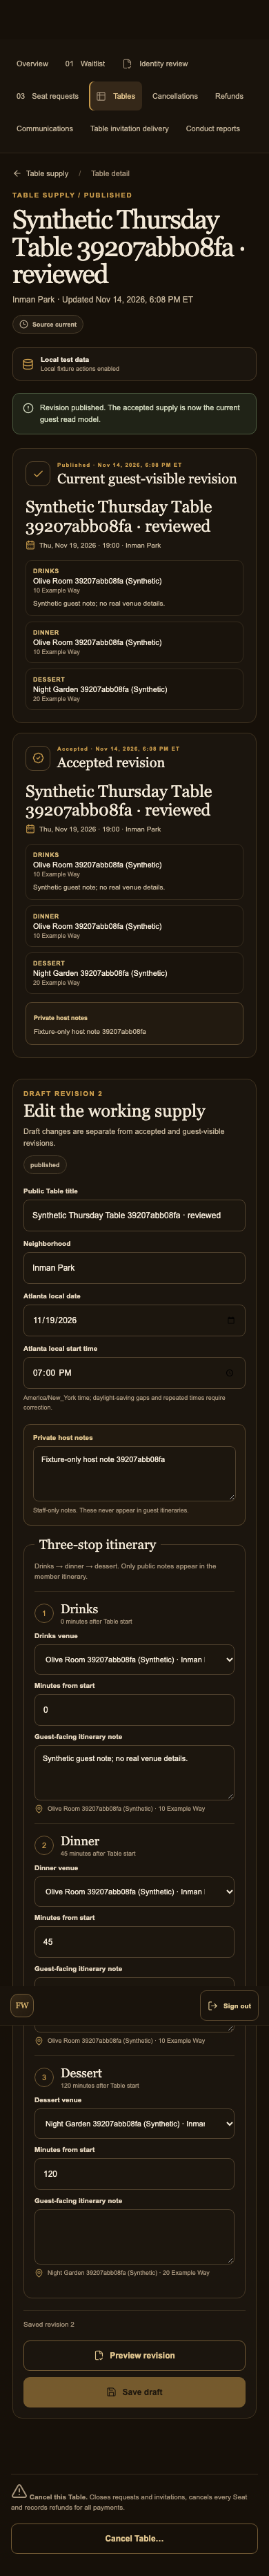 Overview
01 Waitlist
Identity review
03 Seat requests
Tables
Cancellations
Refunds
Communications
Table invitation delivery
Conduct reports
Table supply / Table detail
TABLE SUPPLY / PUBLISHED
Synthetic Thursday
Table 39207abb08fa ·
reviewed
Inman Park · Updated Nov 14, 2026, 6:08 PM ET
Source current
Local test data
Local fixture actions enabled
Revision published. The accepted supply is now the current
guest read model.
Published · Nov 14, 2026, 6:08 PM ET
Current guest-visible revision
Synthetic Thursday Table
39207abb08fa · reviewed
Thu, Nov 19, 2026 · 19:00 · Inman Park
DRINKS
Olive Room 39207abb08fa (Synthetic)
10 Example Way
Synthetic guest note; no real venue details.
DINNER
Olive Room 39207abb08fa (Synthetic)
10 Example Way
DESSERT
Night Garden 39207abb08fa (Synthetic)
20 Example Way
Accepted · Nov 14, 2026, 6:08 PM ET
Accepted revision
Synthetic Thursday Table
39207abb08fa · reviewed
Thu, Nov 19, 2026 · 19:00 · Inman Park
DRINKS
Olive Room 39207abb08fa (Synthetic)
10 Example Way
Synthetic guest note; no real venue details.
DINNER
Olive Room 39207abb08fa (Synthetic)
10 Example Way
DESSERT
Night Garden 39207abb08fa (Synthetic)
20 Example Way
Private host notes
Fixture-only host note 39207abb08fa
DRAFT REVISION 2
Edit the working supply
Draft changes are separate from accepted and guest-visible
revisions.
published
Public Table title
Synthetic Thursday Table 39207abb08fa · reviewed
Neighborhood
Inman Park
Atlanta local date
11/19/2026
Atlanta local start time
07:00 PM
America/New_York time; daylight-saving gaps and repeated times require
correction.
Private host notes
Fixture-only host note 39207abb08fa
Staff-only notes. These never appear in guest itineraries.
Three-stop itinerary
Drinks → dinner → dessert. Only public notes appear in the
member itinerary.
1 Drinks
0 minutes after Table start
Drinks venue
Olive Room 39207abb08fa (Synthetic) · Inman
Minutes from start
0
Guest-facing itinerary note
Synthetic guest note; no real venue details.
Olive Room 39207abb08fa (Synthetic) · 10 Example Way
2 Dinner
45 minutes after Table start
Dinner venue
Olive Room 39207abb08fa (Synthetic) · Inman
Minutes from start
45
Guest-facing itinerary note
FW
Sign out
Olive Room 39207abb08fa (Synthetic) · 10 Example Way
3 Dessert
120 minutes after Table start
Dessert venue
Night Garden 39207abb08fa (Synthetic) · Inman
Minutes from start
120
Guest-facing itinerary note
Night Garden 39207abb08fa (Synthetic) · 20 Example Way
Saved revision 2
Preview revision
Save draft
Cancel this Table. Closes requests and invitations, cancels every Seat
and records refunds for all payments.
Cancel Table…